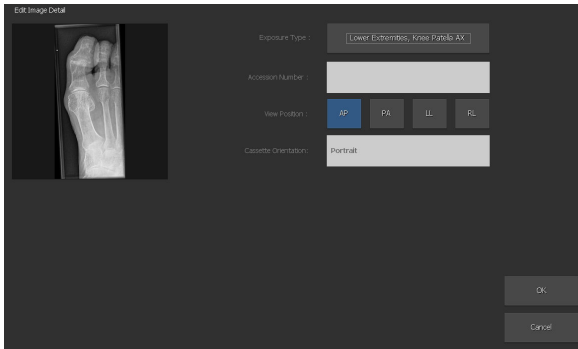 Edit Image Detail
Exposure Type :
Lower Extremities, Knee Patella AX
Accession Number :
View Position :
AP
PA
LL
RL
Cassette Orientation:
Portrait
OK
Cancel